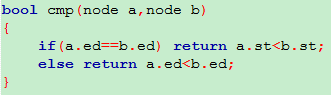 bool cmp(node a,node b)
{
    if(a.ed==b.ed) return a.st<b.st;
    else return a.ed<b.ed;
}